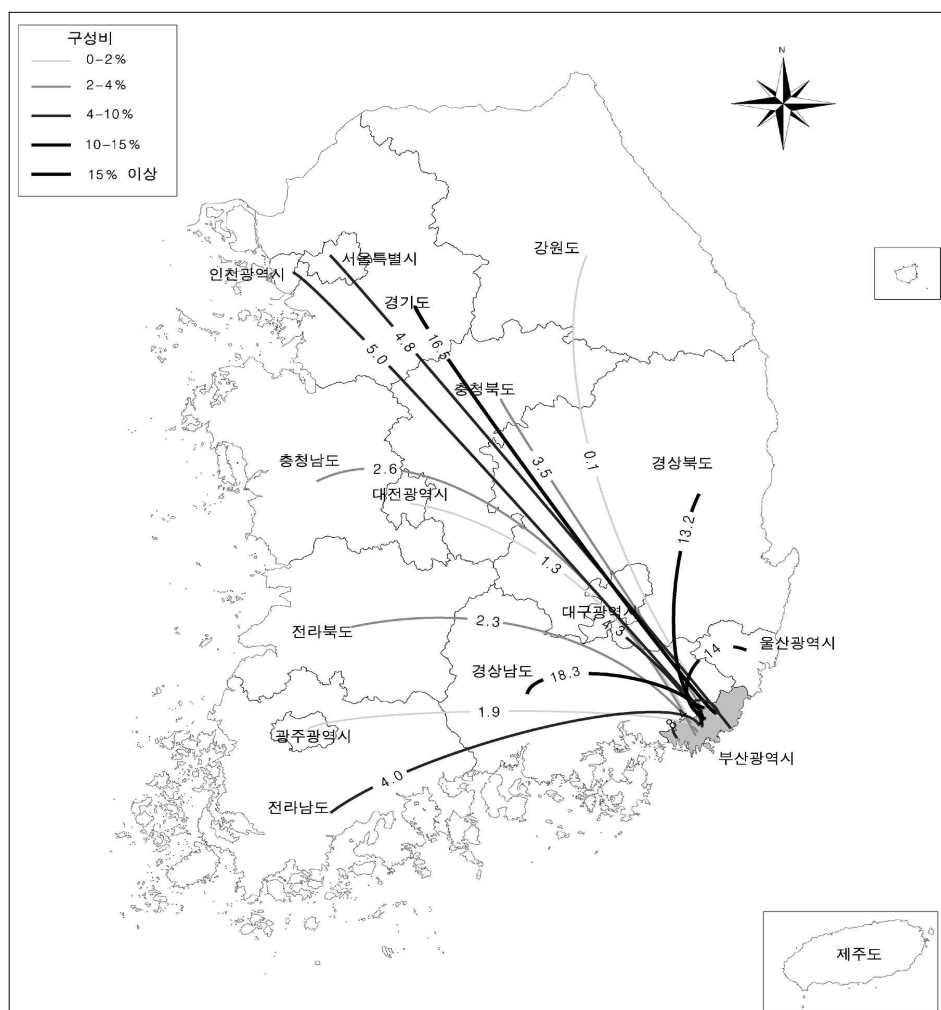 구성비
0-2%
2-4%
4-10%
10-15%
15% 이상
N
강원도
서울특별시
인천광역시
경기도
16.5
4.8
5.0
충청북도
충청남도
2.6
3.5
0.1
경상북도
대전광역시
13.2
1.3
대구광역시
4.3
전라북도
2.3
14
울산광역시
경상남도
18.3
1.9
광주광역시
부산광역시
4.0
전라남도
제주도